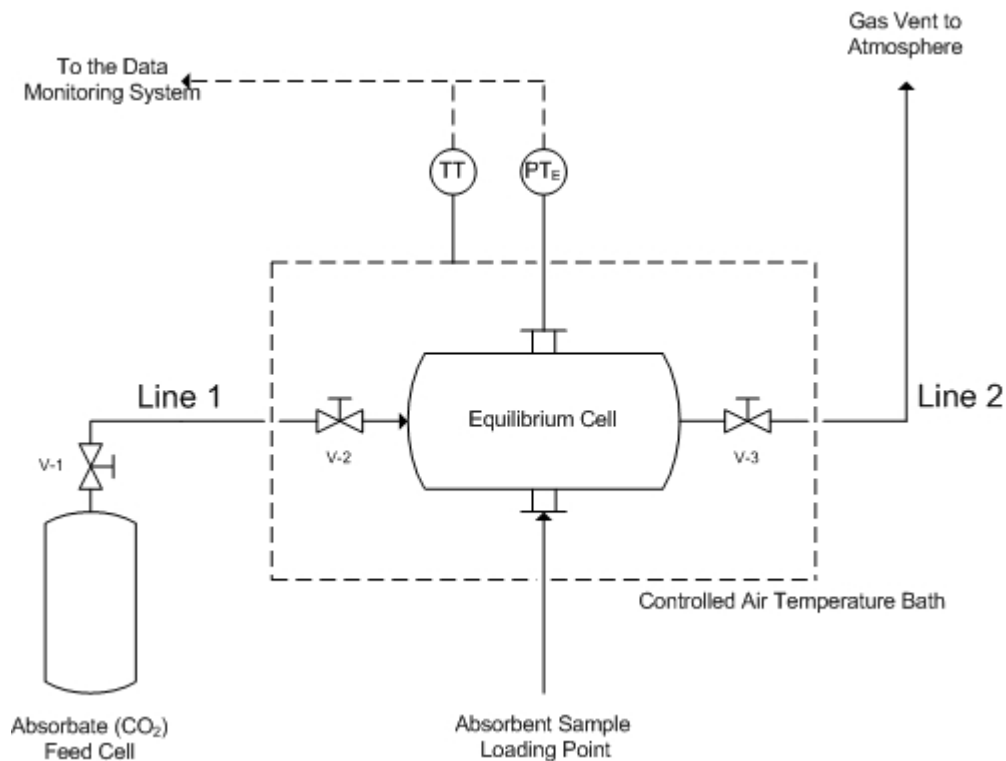 Gas Vent to
Atmosphere
To the Data
Monitoring System
TT
PTE
Line 1
Line 2
Equilibrium Cell
V-1
V-2
V-3
Controlled Air Temperature Bath
Absorbate (CO₂)
Feed Cell
Absorbent Sample
Loading Point